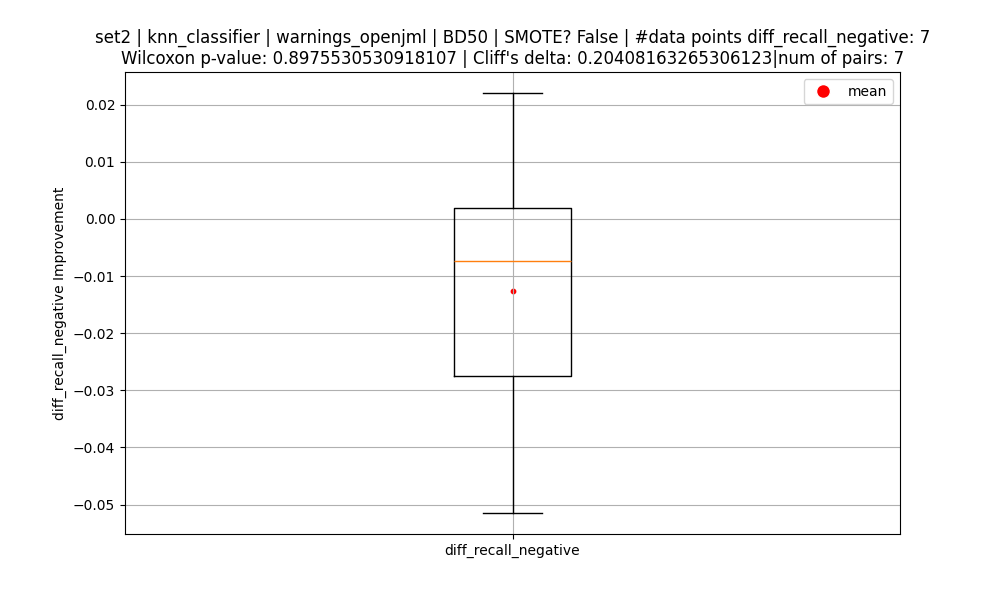 set2 | knn_classifier | warnings_openjml | BD50 | SMOTE? False | #data points diff_recall_negative: 7
Wilcoxon p-value: 0.8975530530918107 | Cliff's delta: 0.20408163265306123|num of pairs: 7
mean
0.02
0.01
0.00
−0.01
−0.02
−0.03
−0.04
−0.05
diff_recall_negative Improvement
diff_recall_negative